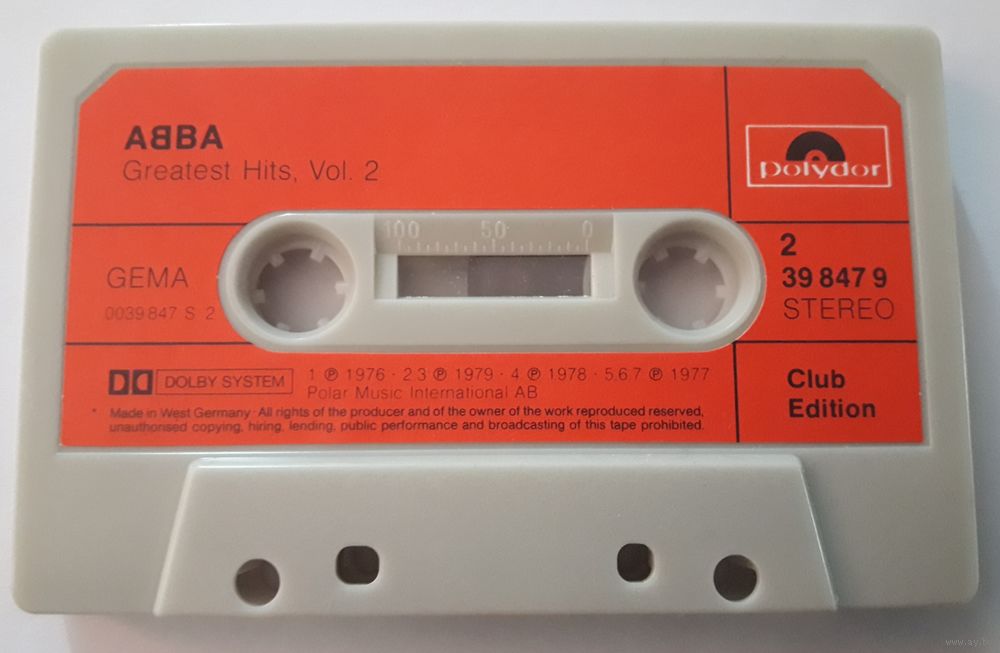 AᗺBA
Greatest Hits, Vol. 2
polydor
100 50 0
GEMA
0039 847 S 2
2
39 847 9
STEREO
DOLBY SYSTEM
1 ℗ 1976 · 2.3 ℗ 1979 · 4 ℗ 1978 · 5.6.7 ℗ 1977
Polar Music International AB
Made in West Germany · All rights of the producer and of the owner of the work reproduced reserved,
unauthorised copying, hiring, lending, public performance and broadcasting of this tape prohibited.
Club
Edition